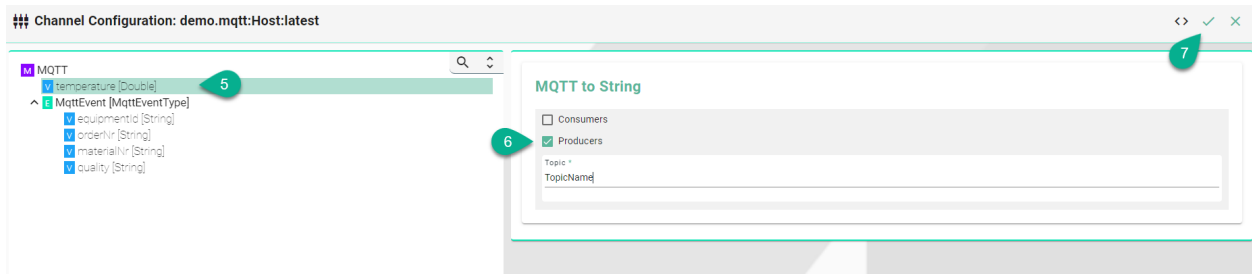 Channel Configuration: demo.mqtt:Host:latest
7
M MQTT
V temperature [Double]
5
E MqttEvent [MqttEventType]
V equipmentId [String]
V orderNr [String]
V materialNr [String]
V quality [String]
MQTT to String
Consumers
6
Producers
Topic *
TopicName